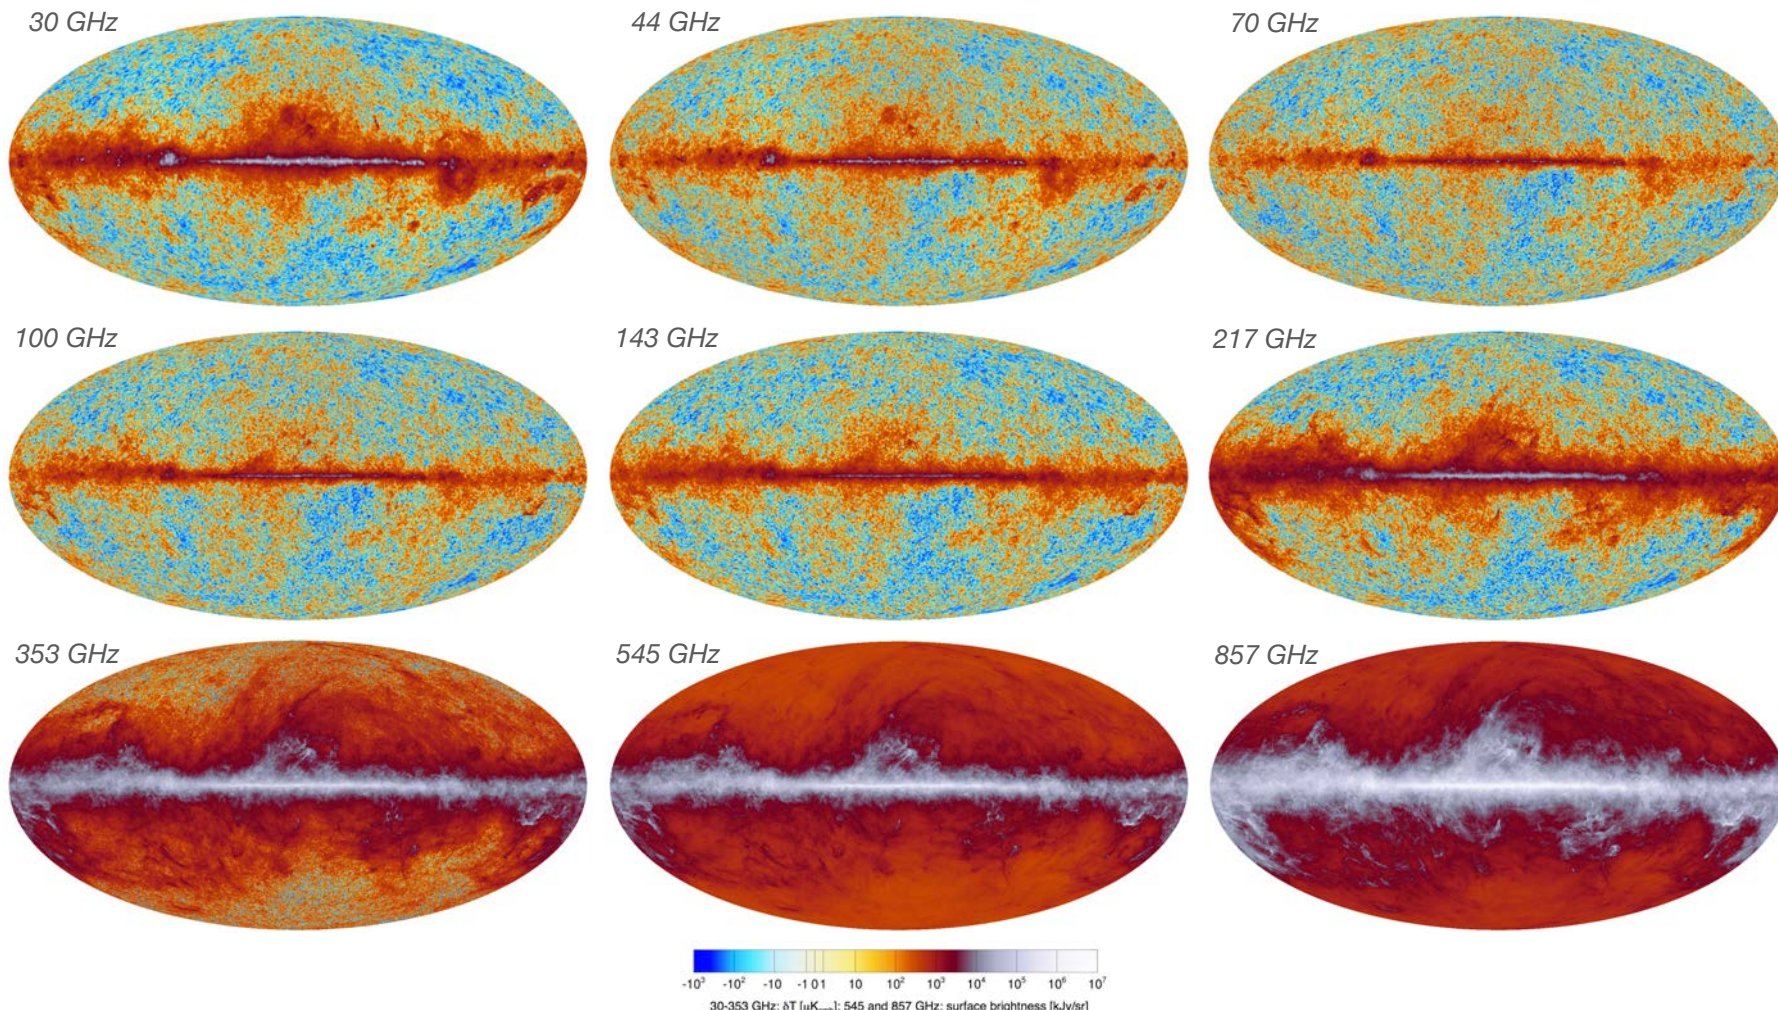 30 GHz 44 GHz 70 GHz
100 GHz 143 GHz 217 GHz
353 GHz 545 GHz 857 GHz
-10³ -10² -10 -1 0 1 10 10² 10³ 10⁴ 10⁵ 10⁶ 10⁷
30-353 GHz: δT [μK]; 545 and 857 GHz: surface brightness [kJy/sr]